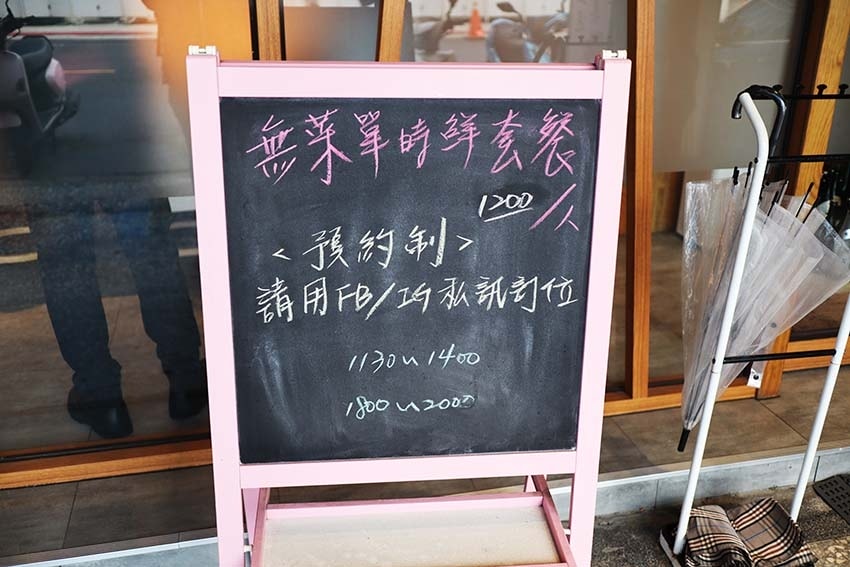 無菜單時鮮套餐
1200/人
<預約制>
請用FB/IG私訊訂位
1130~1400
1800~2000